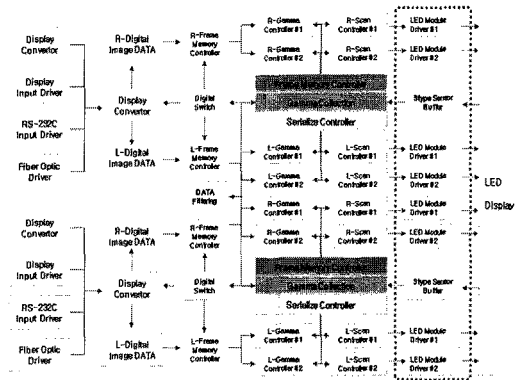 Display
Convertor
Display
Input Driver
RS-232C
Input Driver
Fiber Optic
Driver
R-Digital
Image DATA
Display
Convertor
L-Digital
Image DATA
R-Frame
Memory
Controller
Digital
Switch
L-Frame
Memory
Controller
DATA
Filtering
R-Gamma
Controller #1
R-Gamma
Controller #2
R-Scan
Controller #1
R-Scan
Controller #2
Frame Memory Controller
Gamma Collection
Serialize Controller
L-Gamma
Controller #1
L-Gamma
Controller #2
L-Scan
Controller #1
L-Scan
Controller #2
LED Module
Driver #1
LED Module
Driver #2
Stype Sensor
Buffer
LED Module
Driver #1
LED Module
Driver #2
LED
Display
Display
Convertor
Display
Input Driver
RS-232C
Input Driver
Fiber Optic
Driver
R-Digital
Image DATA
Display
Convertor
L-Digital
Image DATA
R-Frame
Memory
Controller
Digital
Switch
L-Frame
Memory
Controller
R-Gamma
Controller #1
R-Gamma
Controller #2
R-Scan
Controller #1
R-Scan
Controller #2
Frame Memory Controller
Gamma Collection
Serialize Controller
L-Gamma
Controller #1
L-Gamma
Controller #2
L-Scan
Controller #1
L-Scan
Controller #2
LED Module
Driver #1
LED Module
Driver #2
Stype Sensor
Buffer
LED Module
Driver #1
LED Module
Driver #2